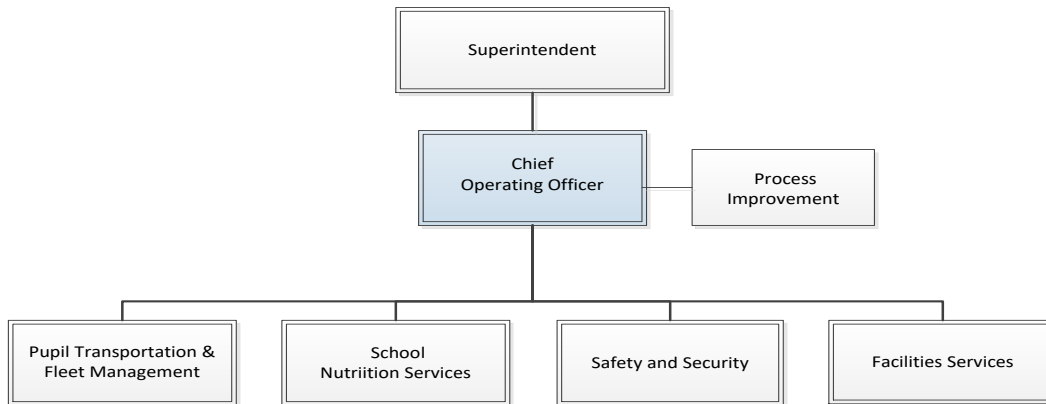 Superintendent
Chief
Operating Officer
Process
Improvement
Pupil Transportation &
Fleet Management
School
Nutriition Services
Safety and Security
Facilities Services